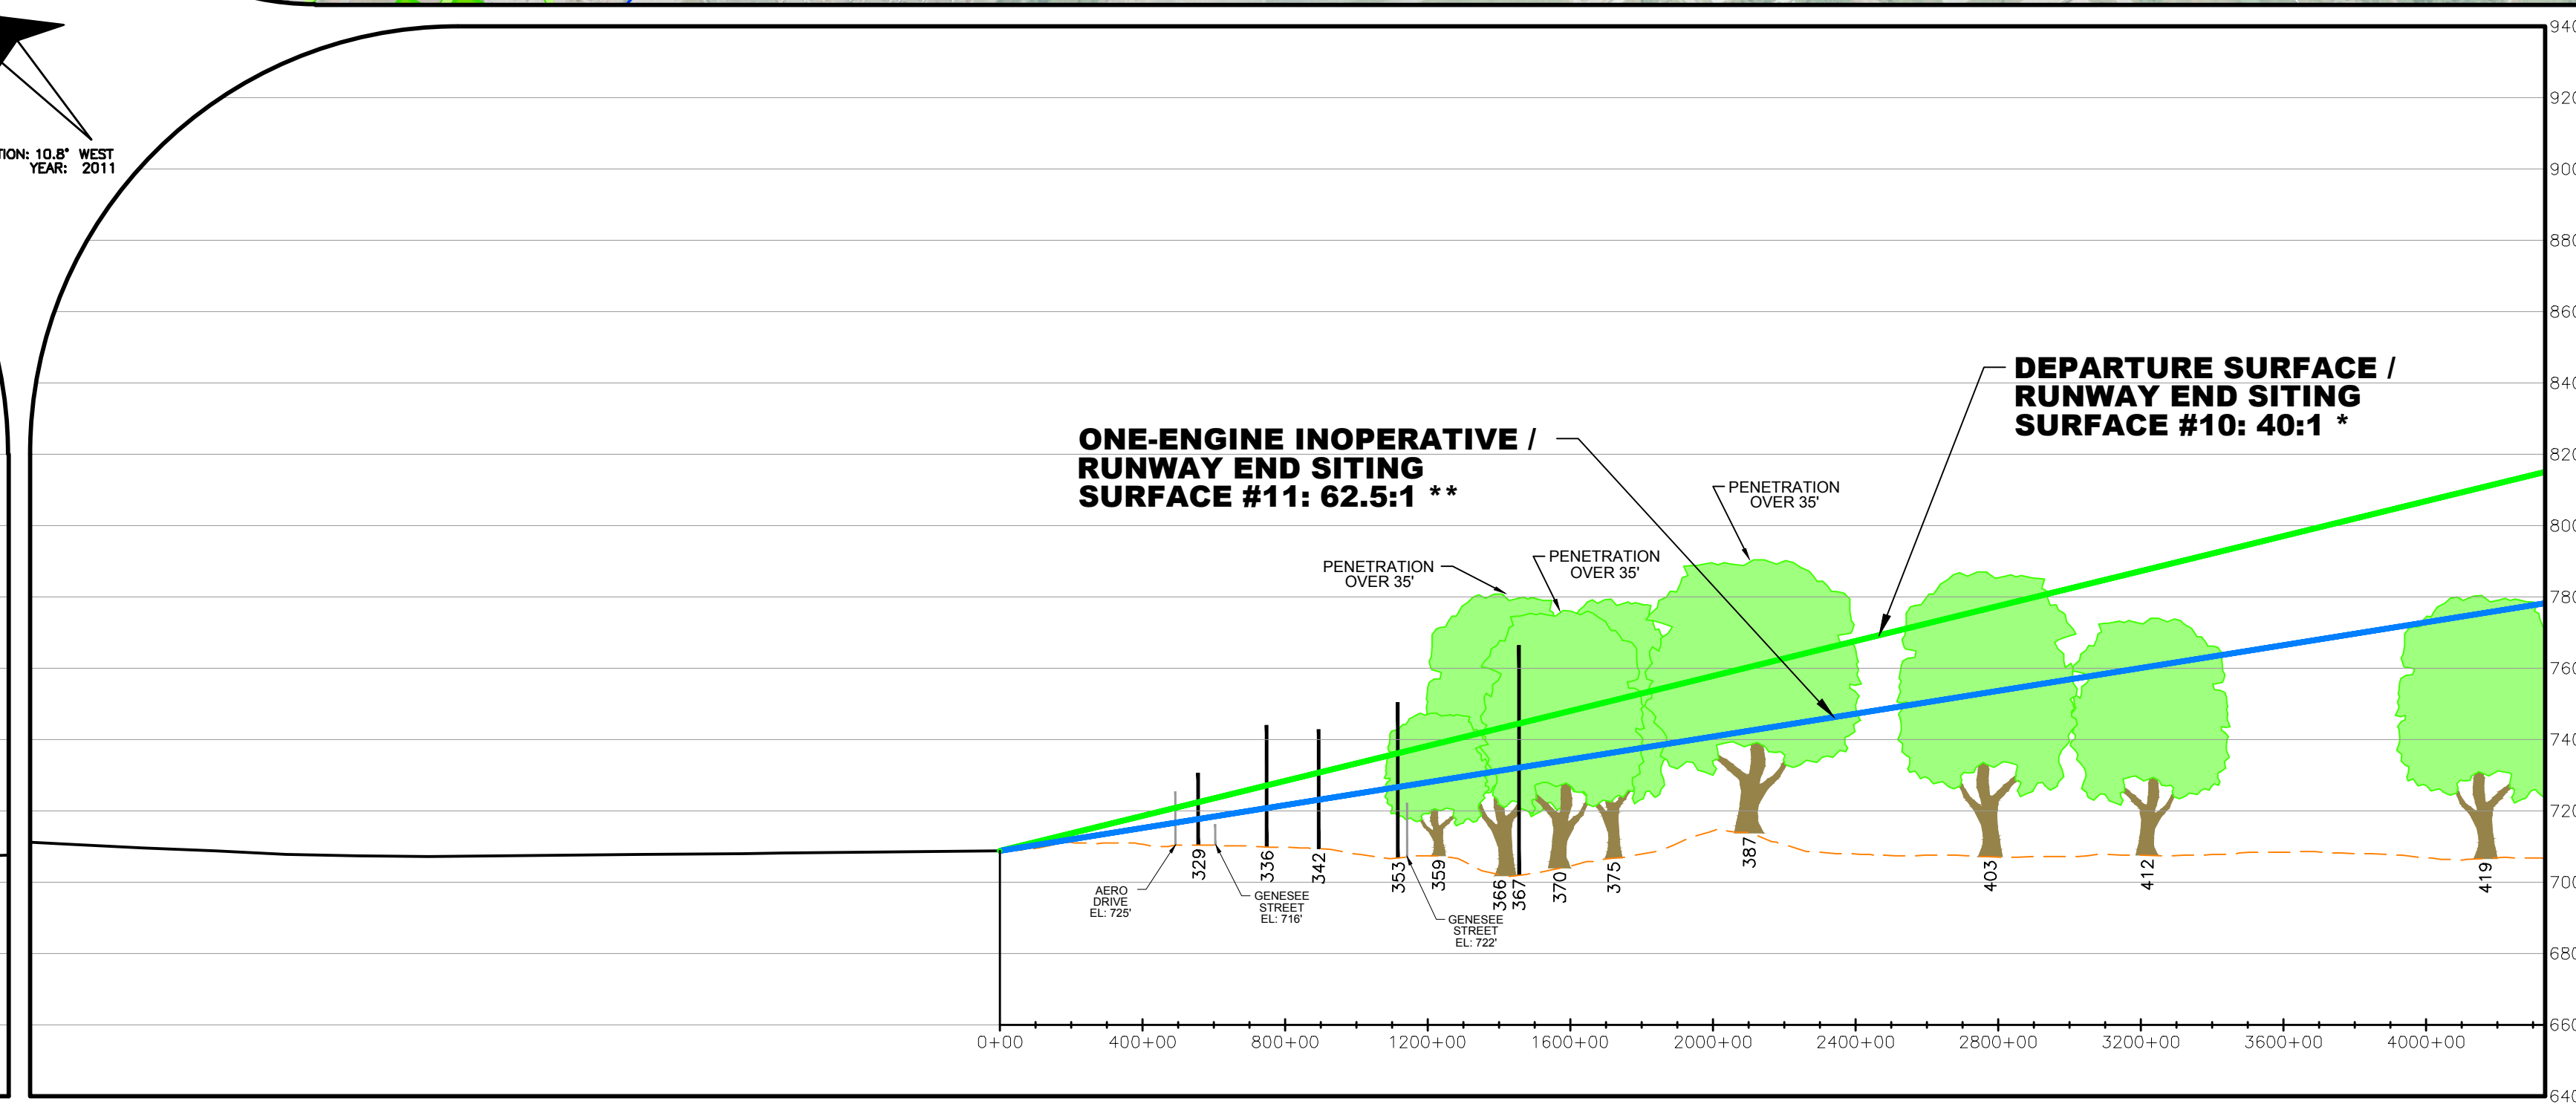 10.8° WEST
YEAR: 2011
DEPARTURE SURFACE /
RUNWAY END SITING
SURFACE #10: 40:1 *
ONE-ENGINE INOPERATIVE /
RUNWAY END SITING
SURFACE #11: 62.5:1 **
PENETRATION
OVER 35'
PENETRATION
OVER 35'
PENETRATION
OVER 35'
329
336
342
353
359
366
367
370
375
387
403
412
419
AERO
DRIVE
EL: 725'
GENESEE
STREET
EL: 716'
GENESEE
STREET
EL: 722'
0+00
400+00
800+00
1200+00
1600+00
2000+00
2400+00
2800+00
3200+00
3600+00
4000+00